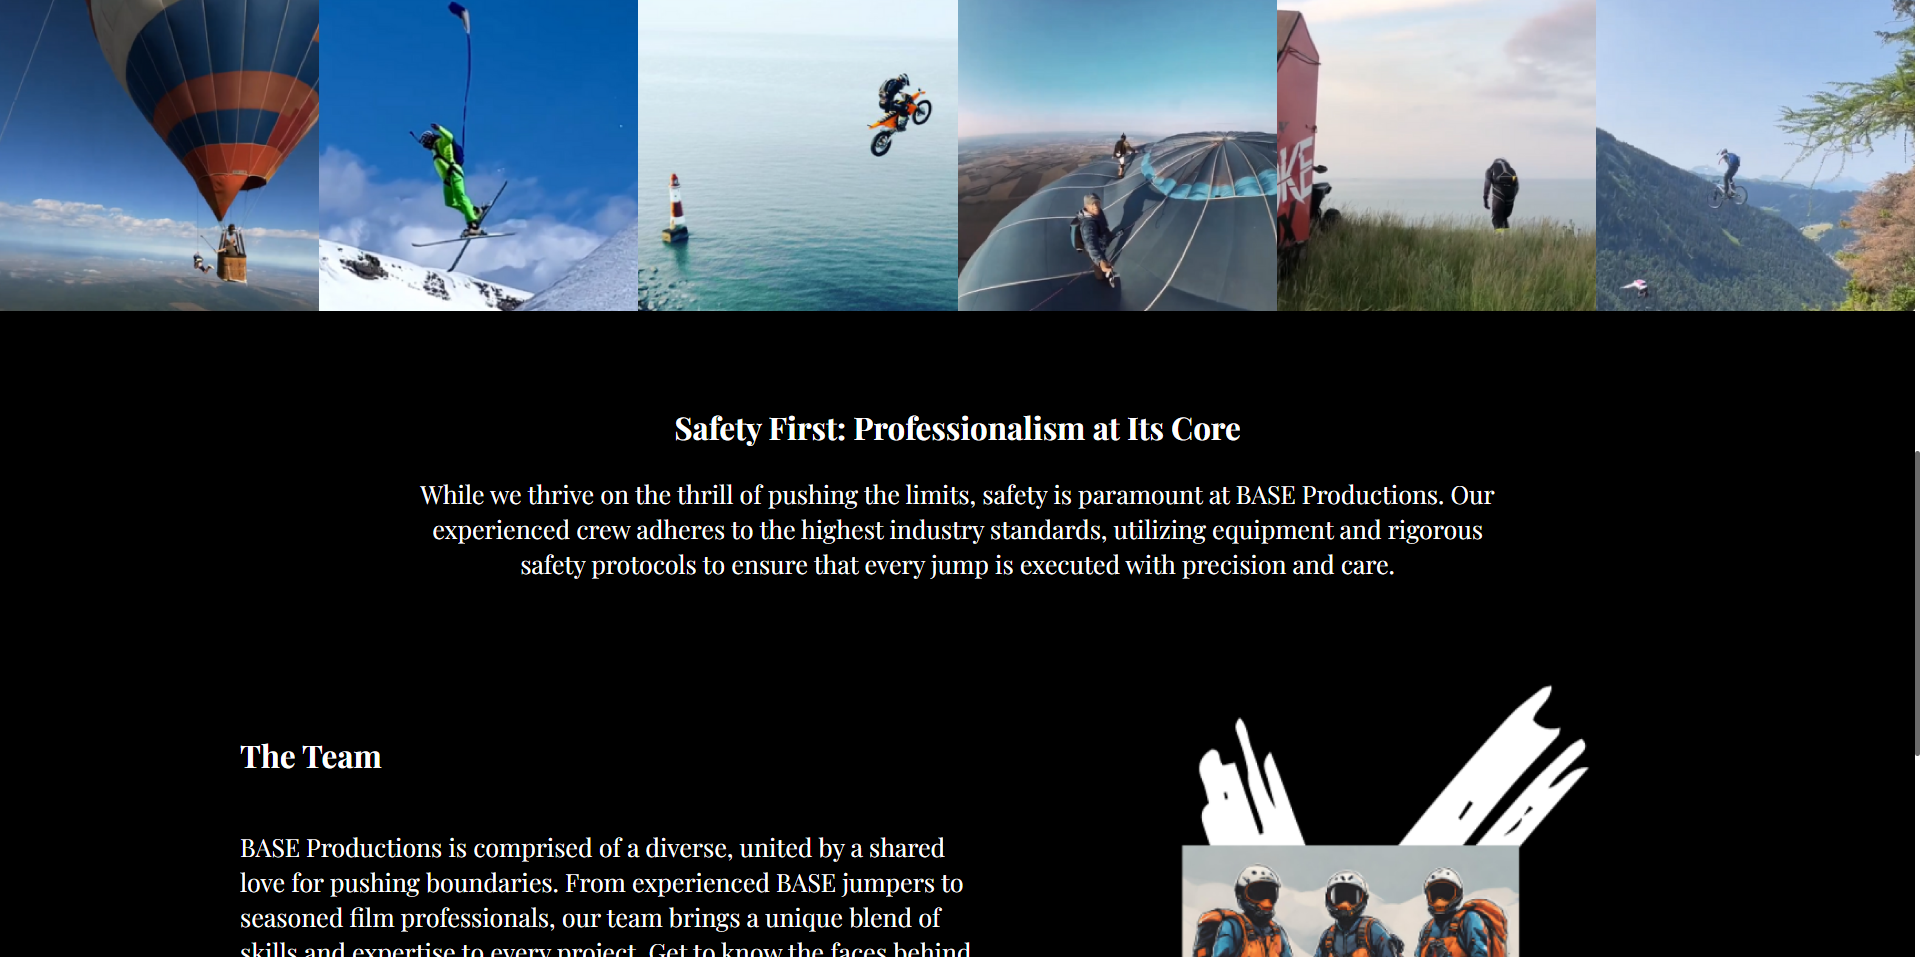 KE
Safety First: Professionalism at Its Core
While we thrive on the thrill of pushing the limits, safety is paramount at BASE Productions. Our
experienced crew adheres to the highest industry standards, utilizing equipment and rigorous
safety protocols to ensure that every jump is executed with precision and care.
The Team
BASE Productions is comprised of a diverse, united by a shared
love for pushing boundaries. From experienced BASE jumpers to
seasoned film professionals, our team brings a unique blend of
skills and expertise to every project. Get to know the faces behind